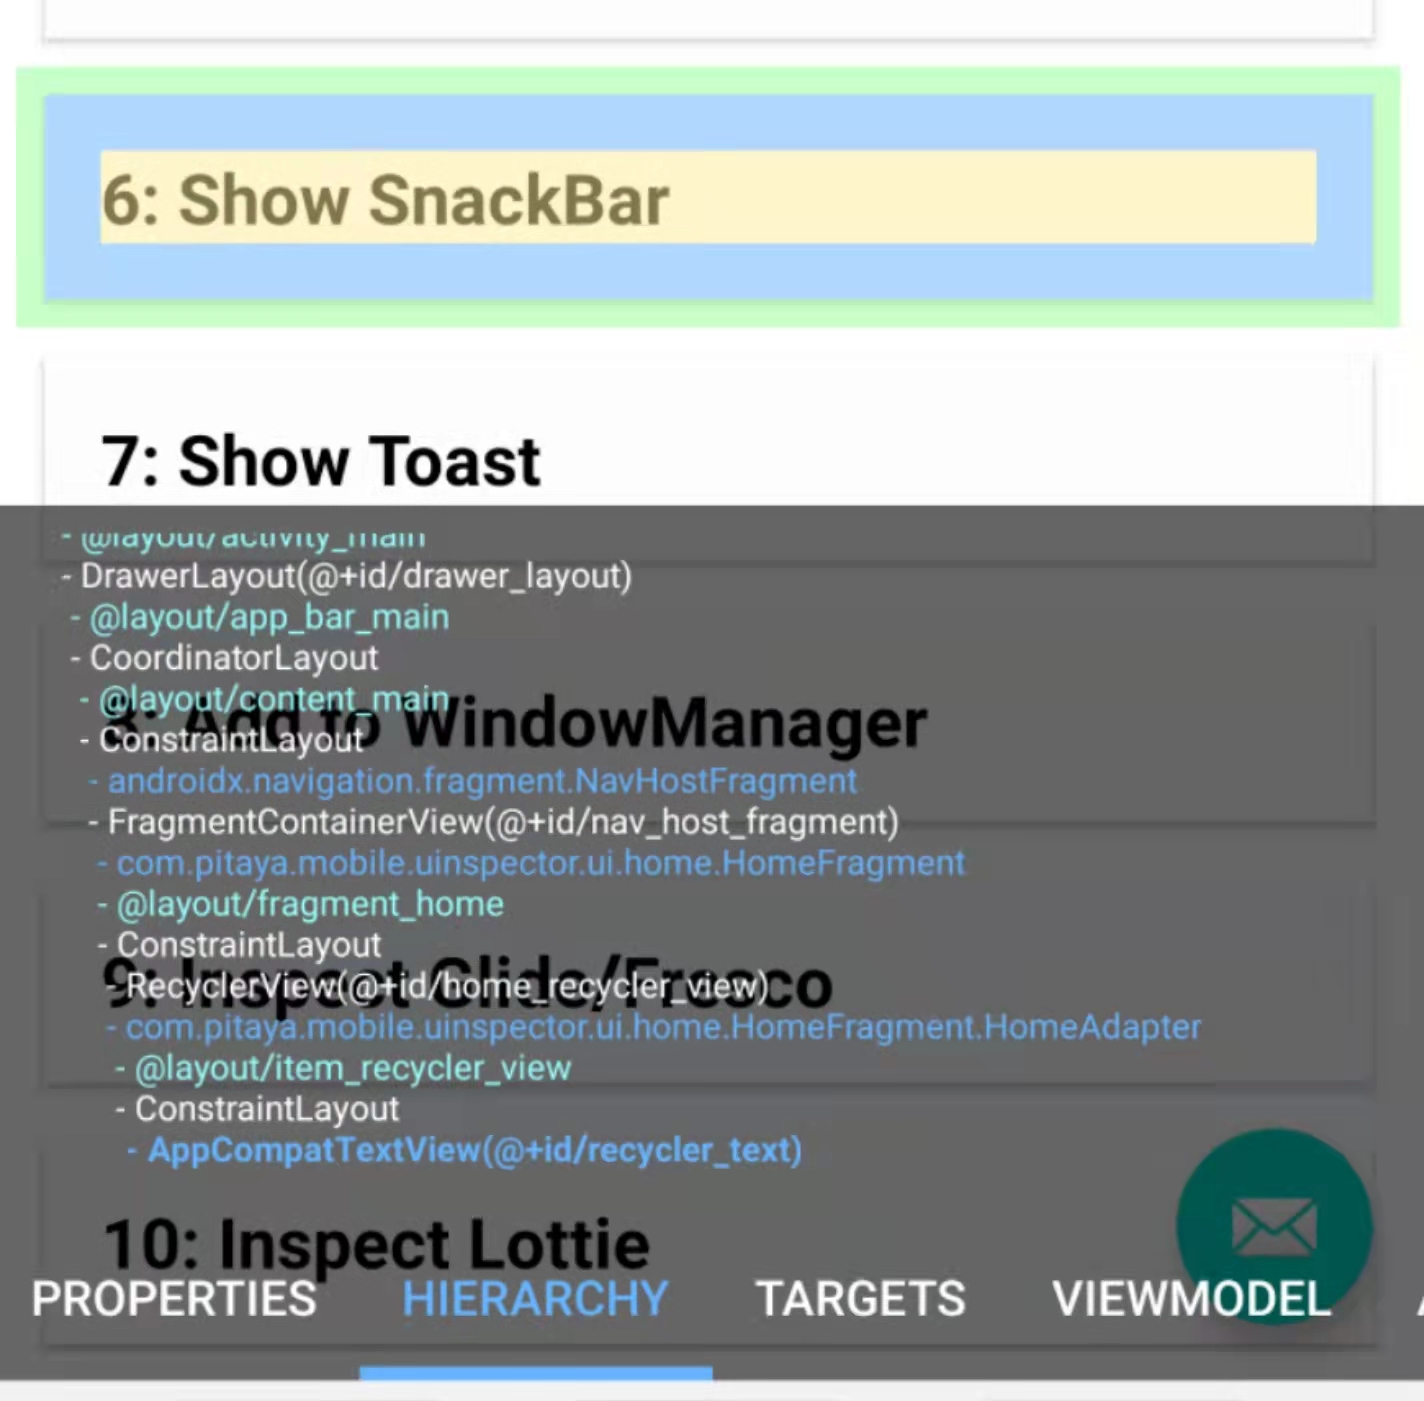 6: Show SnackBar
7: Show Toast
- @layout/activity_main
- DrawerLayout(@+id/drawer_layout)
- @layout/app_bar_main
- CoordinatorLayout
- @layout/content_main
8: Add to WindowManager
- ConstraintLayout
- androidx.navigation.fragment.NavHostFragment
- FragmentContainerView(@+id/nav_host_fragment)
- com.pitaya.mobile.uinspector.ui.home.HomeFragment
- @layout/fragment_home
- ConstraintLayout
9: Inspect Glide/Fresco
- RecyclerView(@+id/home_recycler_view)
- com.pitaya.mobile.uinspector.ui.home.HomeFragment.HomeAdapter
- @layout/item_recycler_view
- ConstraintLayout
- AppCompatTextView(@+id/recycler_text)
10: Inspect Lottie
PROPERTIES HIERARCHY TARGETS VIEWMODEL